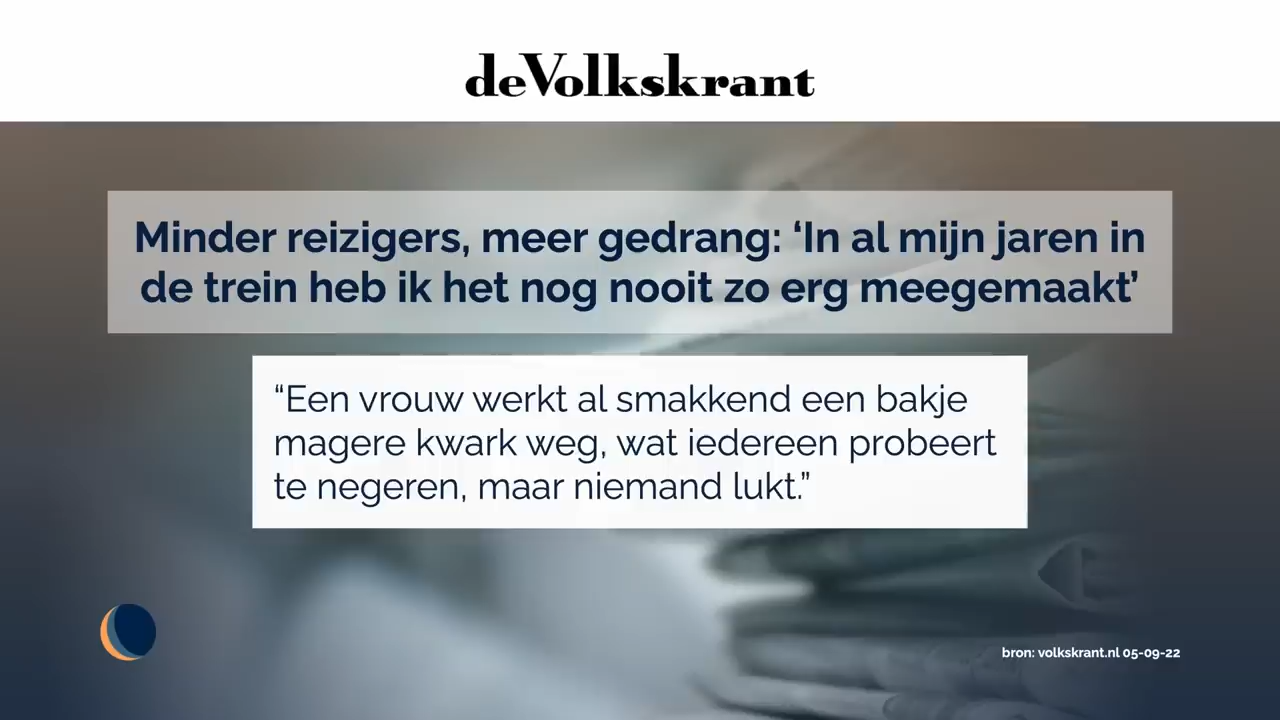 deVolkskrant
Minder reizigers, meer gedrang: ‘In al mijn jaren in
de trein heb ik het nog nooit zo erg meegemaakt’
“Een vrouw werkt al smakkend een bakje
magere kwark weg, wat iedereen probeert
te negeren, maar niemand lukt.”
bron: volkskrant.nl 05-09-22